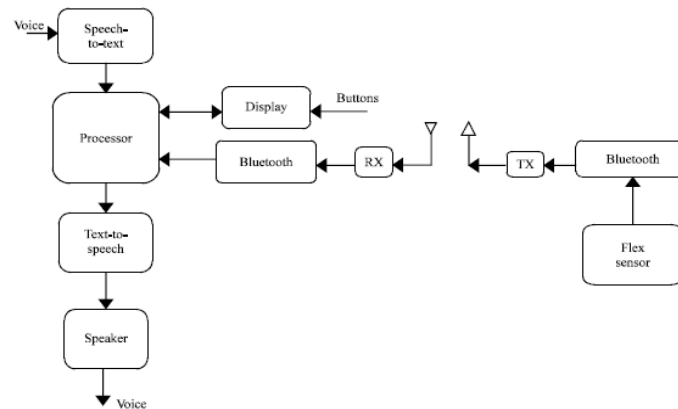 Voice
Speech-
to-text
Processor
Display
Buttons
Bluetooth
RX
TX
Bluetooth
Text-to-
speech
Flex
sensor
Speaker
Voice